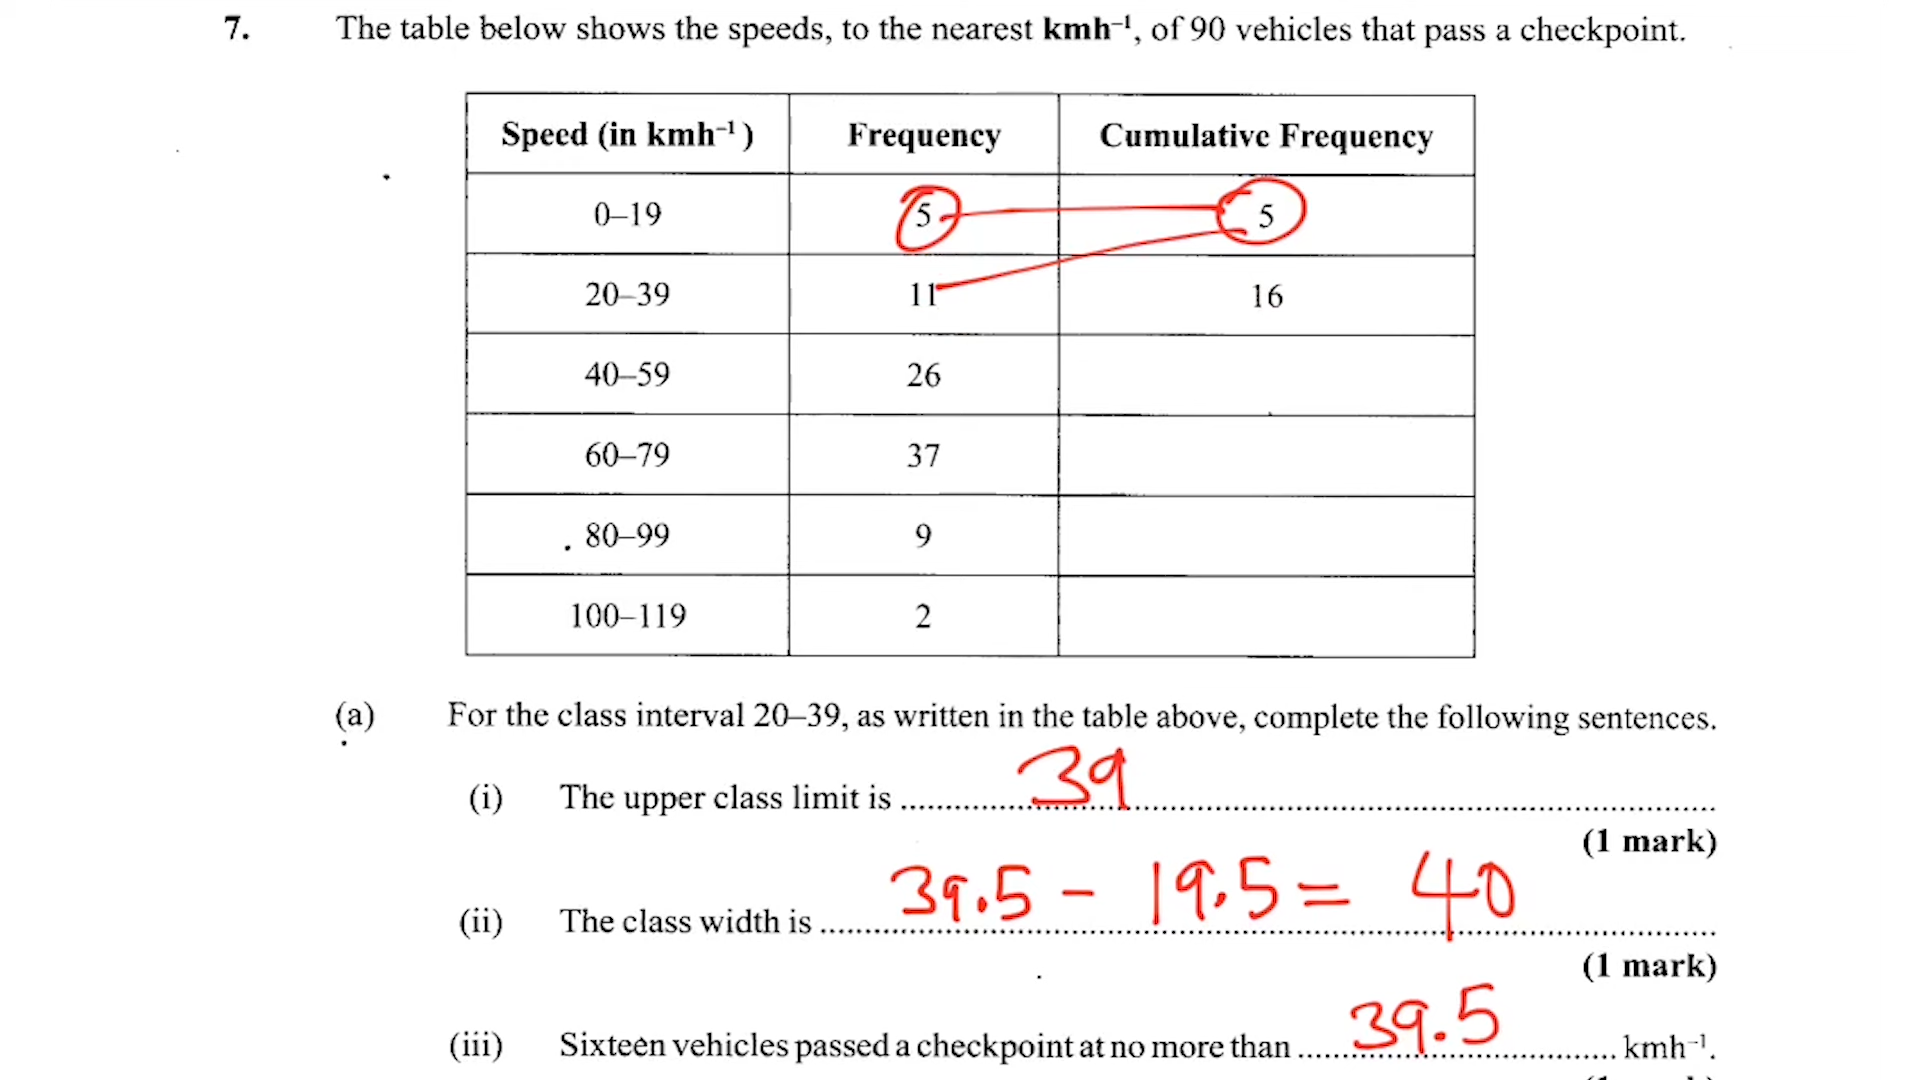 7. The table below shows the speeds, to the nearest kmh⁻¹, of 90 vehicles that pass a checkpoint.
Speed (in kmh⁻¹) Frequency Cumulative Frequency
0–19 5 5
20–39 11 16
40–59 26
60–79 37
80–99 9
100–119 2
(a) For the class interval 20–39, as written in the table above, complete the following sentences.
(i) The upper class limit is 39
(1 mark)
(ii) The class width is 39.5 - 19.5 = 40
(1 mark)
(iii) Sixteen vehicles passed a checkpoint at no more than 39.5 kmh⁻¹.